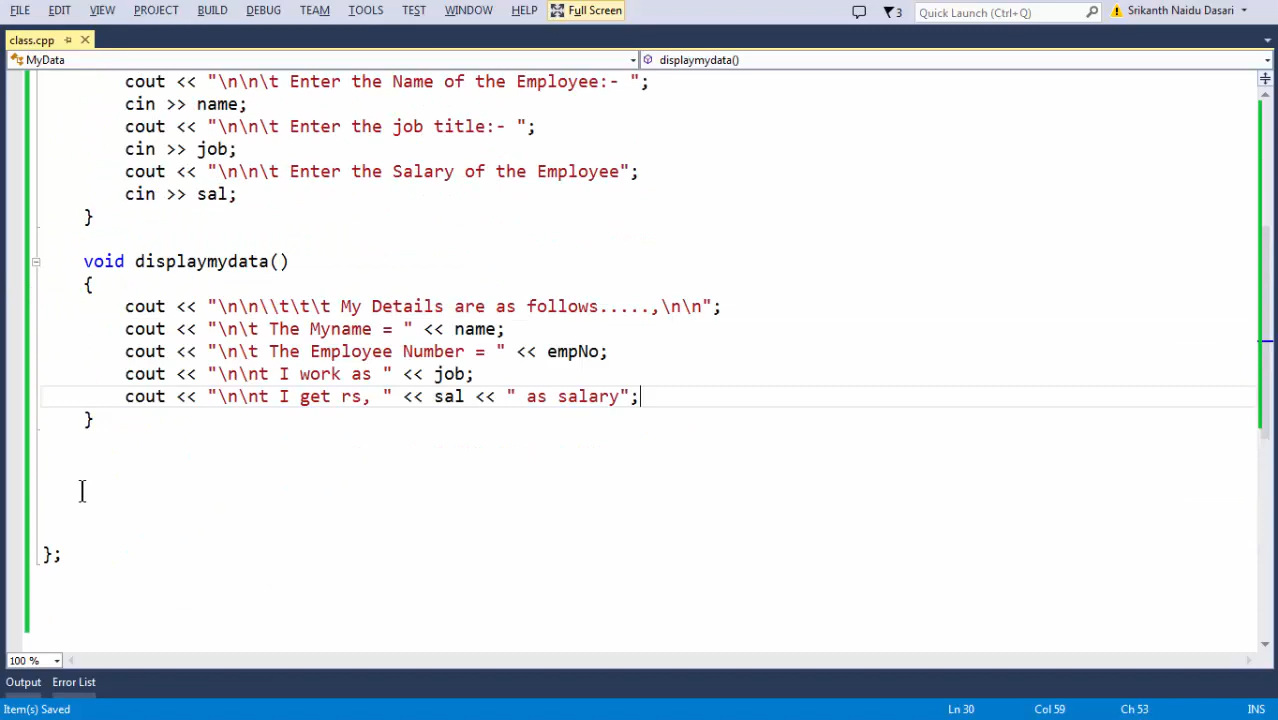 FILE EDIT VIEW PROJECT BUILD DEBUG TEAM TOOLS TEST WINDOW HELP Full Screen 3 Quick Launch (Ctrl+Q) Srikanth Naidu Dasari
class.cpp
MyData displaymydata()
cout << "\n\n\t Enter the Name of the Employee:- ";
cin >> name;
cout << "\n\n\t Enter the job title:- ";
cin >> job;
cout << "\n\n\t Enter the Salary of the Employee";
cin >> sal;
}
void displaymydata()
{
cout << "\n\n\\t\t\t My Details are as follows.....,\n\n";
cout << "\n\t The Myname = " << name;
cout << "\n\t The Employee Number = " << empNo;
cout << "\n\nt I work as " << job;
cout << "\n\nt I get rs, " << sal << " as salary";
}
};
100 %
Output Error List
Item(s) Saved Ln 30 Col 59 Ch 53 INS